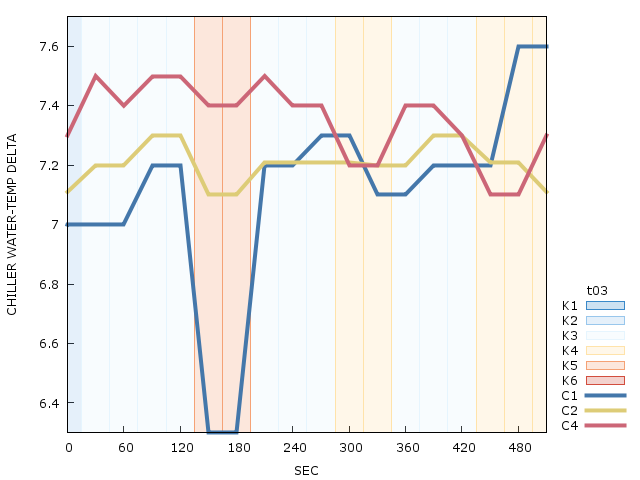 7.6
7.4
7.2
7
6.8
6.6
6.4
CHILLER WATER-TEMP DELTA
0 60 120 180 240 300 360 420 480
SEC
t03
K1
K2
K3
K4
K5
K6
C1
C2
C4